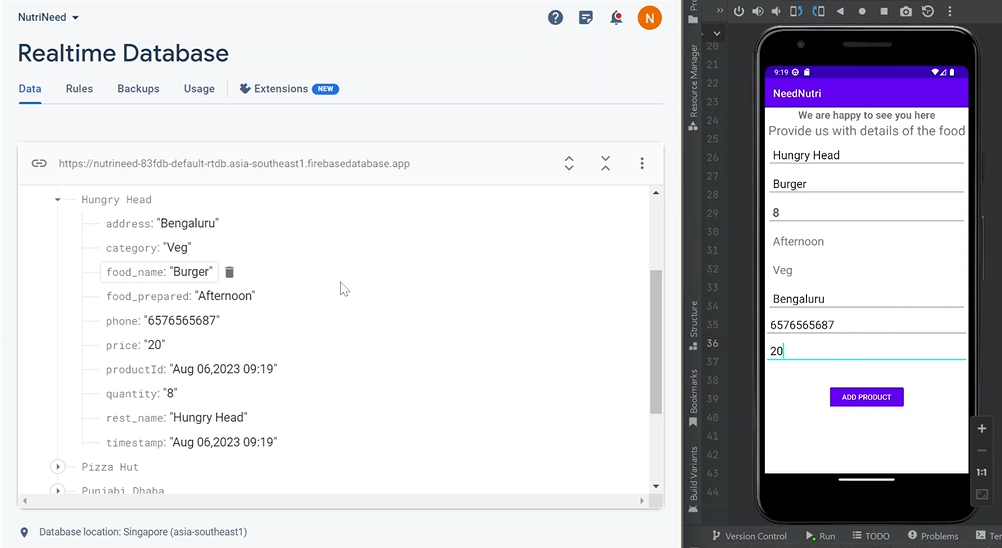 NutriNeed
N
Realtime Database
Data Rules Backups Usage Extensions NEW
https://nutrineed-83fdb-default-rtdb.asia-southeast1.firebasedatabase.app
Hungry Head
address: "Bengaluru"
category: "Veg"
food_name: "Burger"
food_prepared: "Afternoon"
phone: "6576565687"
price: "20"
productId: "Aug 06,2023 09:19"
quantity: "8"
rest_name: "Hungry Head"
timestamp: "Aug 06,2023 09:19"
Pizza Hut
Punjabi Dhaba
Database location: Singapore (asia-southeast1)
Resource Manager
Structure
Bookmarks
Build Variants
20
21
22
23
24
25
26
27
28
29
30
31
32
33
34
35
36
37
38
39
40
41
42
43
44
9:19
NeedNutri
We are happy to see you here
Provide us with details of the food
Hungry Head
Burger
8
Afternoon
Veg
Bengaluru
6576565687
20
ADD PRODUCT
1:1
Version Control Run TODO Problems